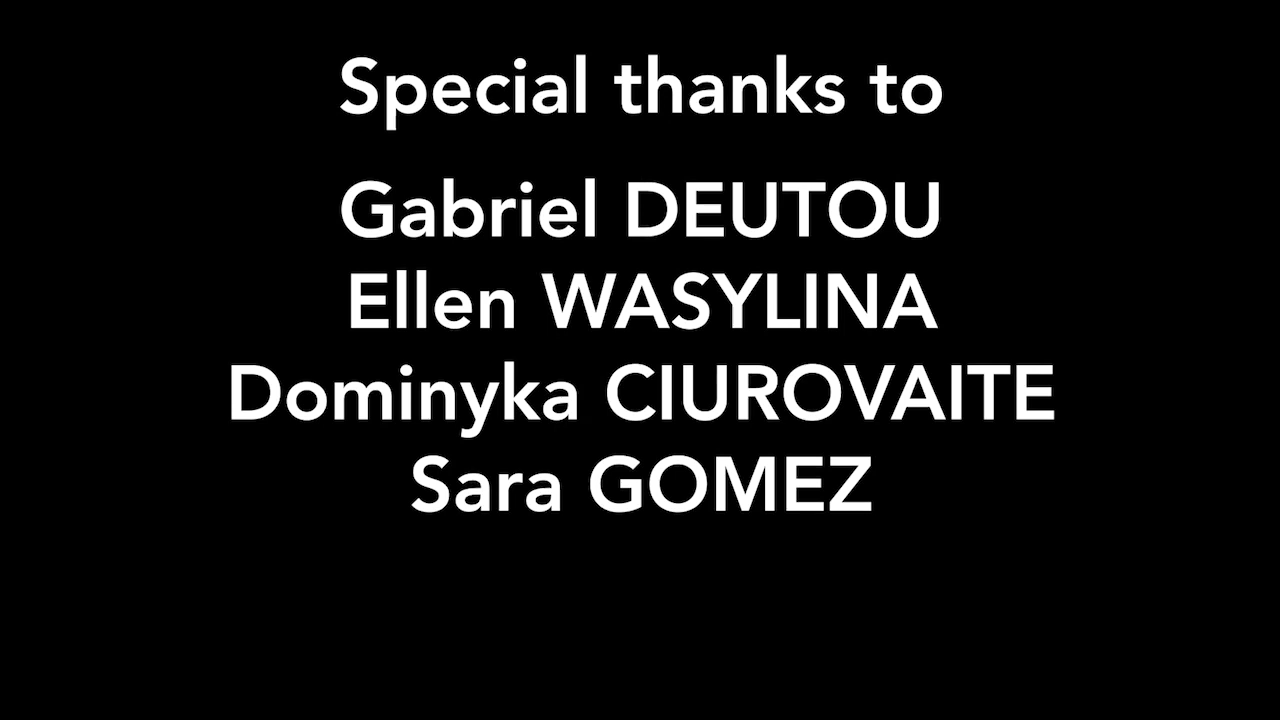 Special thanks to
Gabriel DEUTOU
Ellen WASYLINA
Dominyka CIUROVAITE
Sara GOMEZ